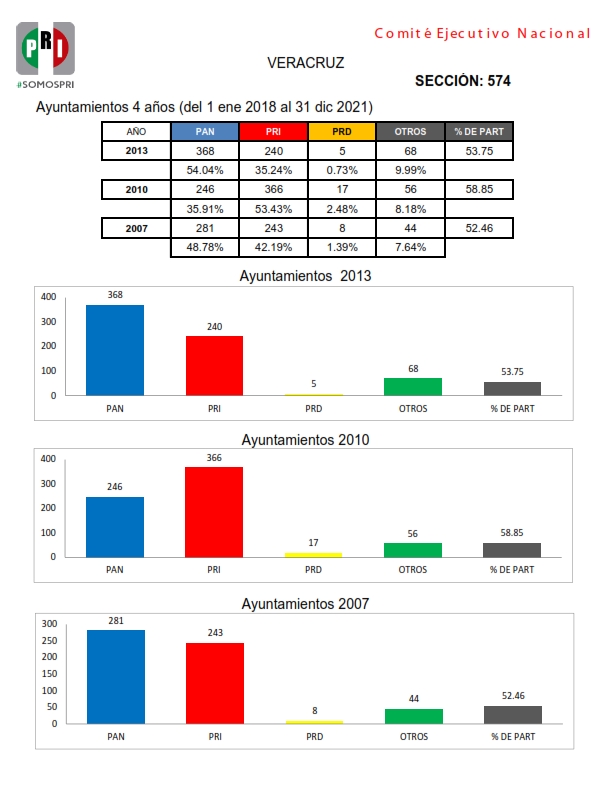 Comité Ejecutivo Nacional
PRI
#SOMOSPRI
VERACRUZ
SECCIÓN: 574
Ayuntamientos 4 años (del 1 ene 2018 al 31 dic 2021)
AÑO PAN PRI PRD OTROS % DE PART
2013 368 240 5 68 53.75
54.04% 35.24% 0.73% 9.99%
2010 246 366 17 56 58.85
35.91% 53.43% 2.48% 8.18%
2007 281 243 8 44 52.46
48.78% 42.19% 1.39% 7.64%
Ayuntamientos 2013
400
300
200
100
0
368 240 5 68 53.75
PAN PRI PRD OTROS % DE PART
Ayuntamientos 2010
400
300
200
100
0
246 366 17 56 58.85
PAN PRI PRD OTROS % DE PART
Ayuntamientos 2007
300
250
200
150
100
50
0
281 243 8 44 52.46
PAN PRI PRD OTROS % DE PART